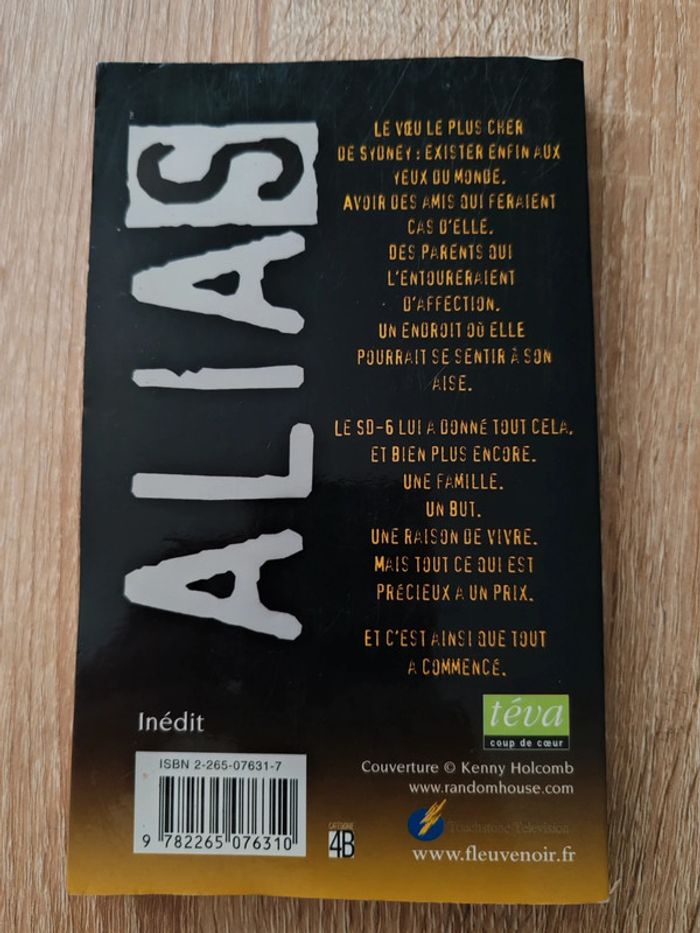 ALIAS
LE VŒU LE PLUS CHER
DE SYDNEY : EXISTER ENFIN AUX
YEUX DU MONDE.
AVOIR DES AMIS QUI FERAIENT
CAS D'ELLE.
DES PARENTS QUI
L'ENTOURERAIENT
D'AFFECTION.
UN ENDROIT OÙ ELLE
POURRAIT SE SENTIR À SON
AISE.
LE SD-6 LUI A DONNÉ TOUT CELA.
ET BIEN PLUS ENCORE.
UNE FAMILLE.
UN BUT.
UNE RAISON DE VIVRE.
MAIS TOUT CE QUI EST
PRÉCIEUX A UN PRIX.
ET C'EST AINSI QUE TOUT
A COMMENCÉ.
Inédit
téva
coup de cœur
ISBN 2-265-07631-7
9 782265 076310
CATÉGORIE
4B
Couverture © Kenny Holcomb
www.randomhouse.com
Touchstone Television
www.fleuvenoir.fr